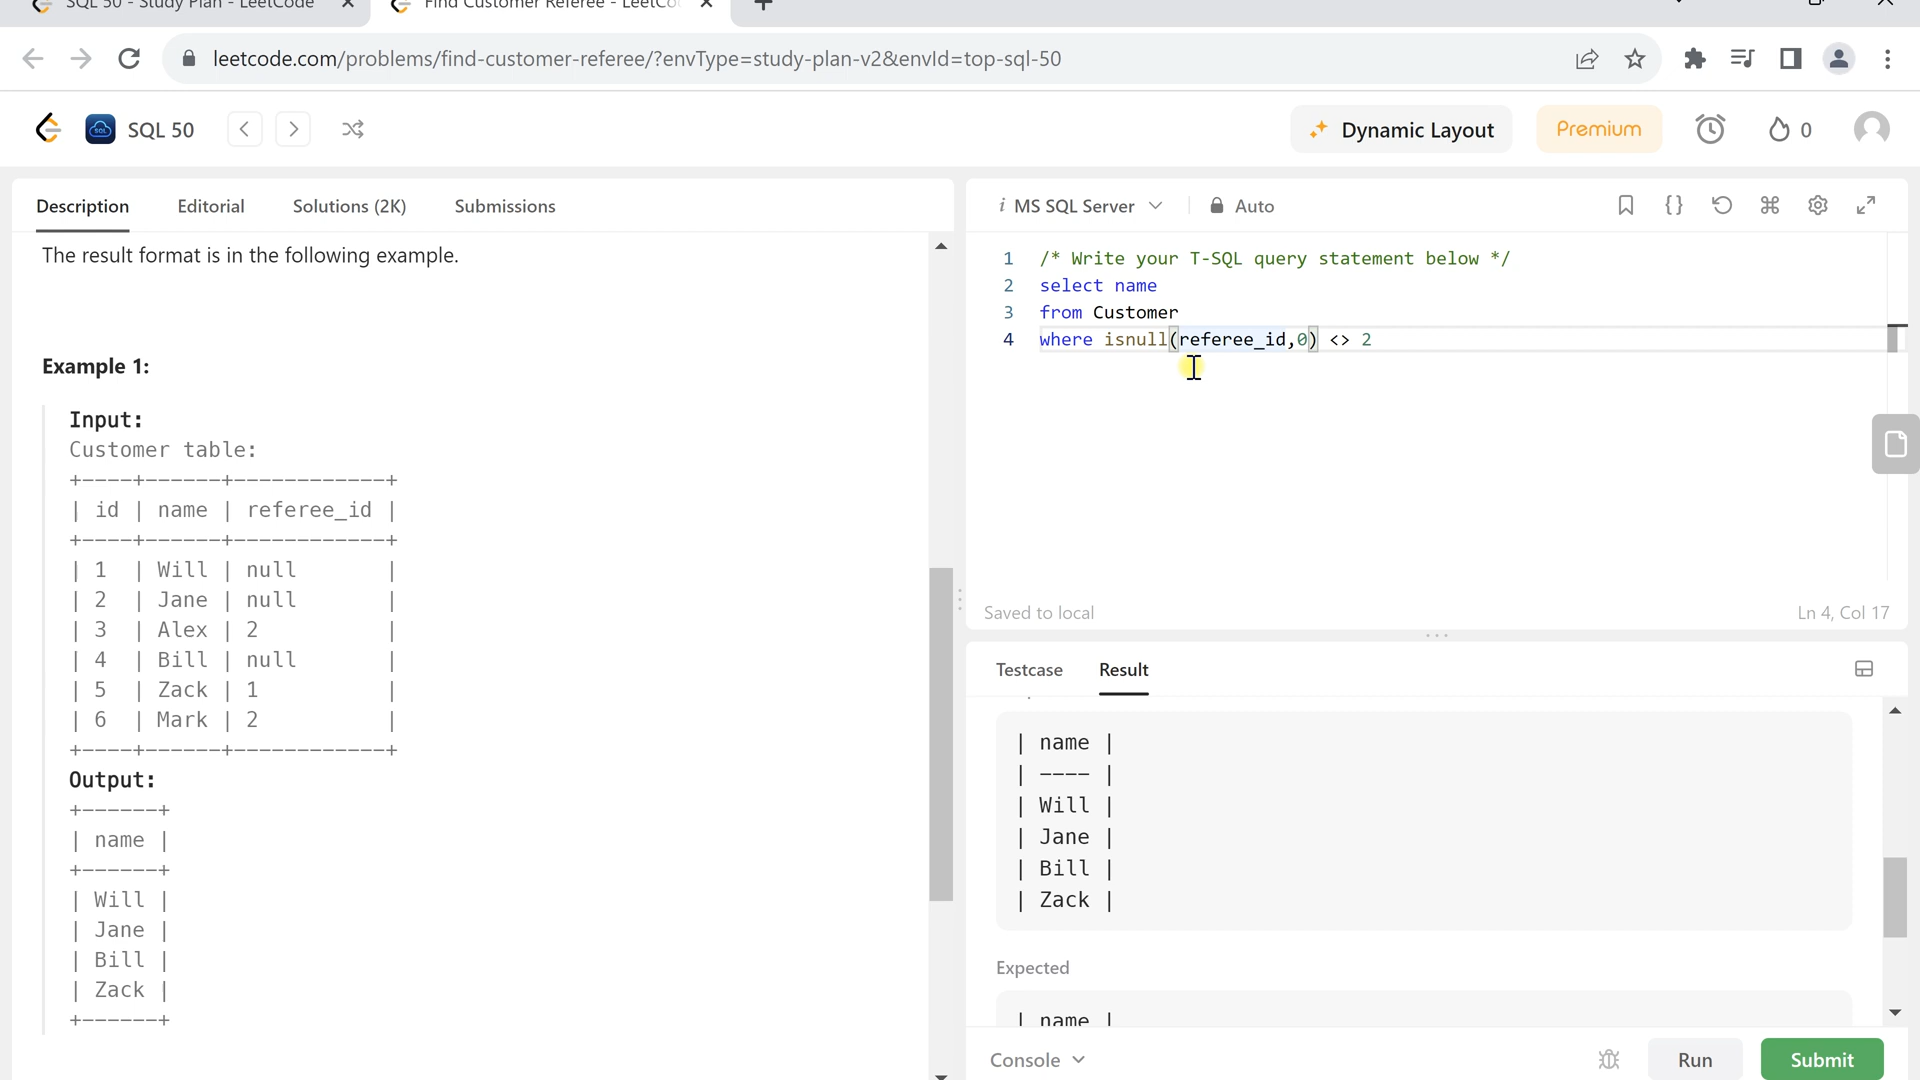 SQL 50 - Study Plan - LeetCode
Find Customer Referee - LeetCo
leetcode.com/problems/find-customer-referee/?envType=study-plan-v2&envId=top-sql-50
SQL 50
Dynamic Layout
Premium
0
Description
Editorial
Solutions (2K)
Submissions
The result format is in the following example.
Example 1:
Input:
Customer table:
+----+------+------------+
| id | name | referee_id |
+----+------+------------+
| 1  | Will | null       |
| 2  | Jane | null       |
| 3  | Alex | 2          |
| 4  | Bill | null       |
| 5  | Zack | 1          |
| 6  | Mark | 2          |
+----+------+------------+
Output:
+------+
| name |
+------+
| Will |
| Jane |
| Bill |
| Zack |
+------+
i MS SQL Server
Auto
1 /* Write your T-SQL query statement below */
2 select name
3 from Customer
4 where isnull(referee_id,0) <> 2
Saved to local
Ln 4, Col 17
Testcase
Result
| name |
| ---- |
| Will |
| Jane |
| Bill |
| Zack |
Expected
| name |
Console
Run
Submit